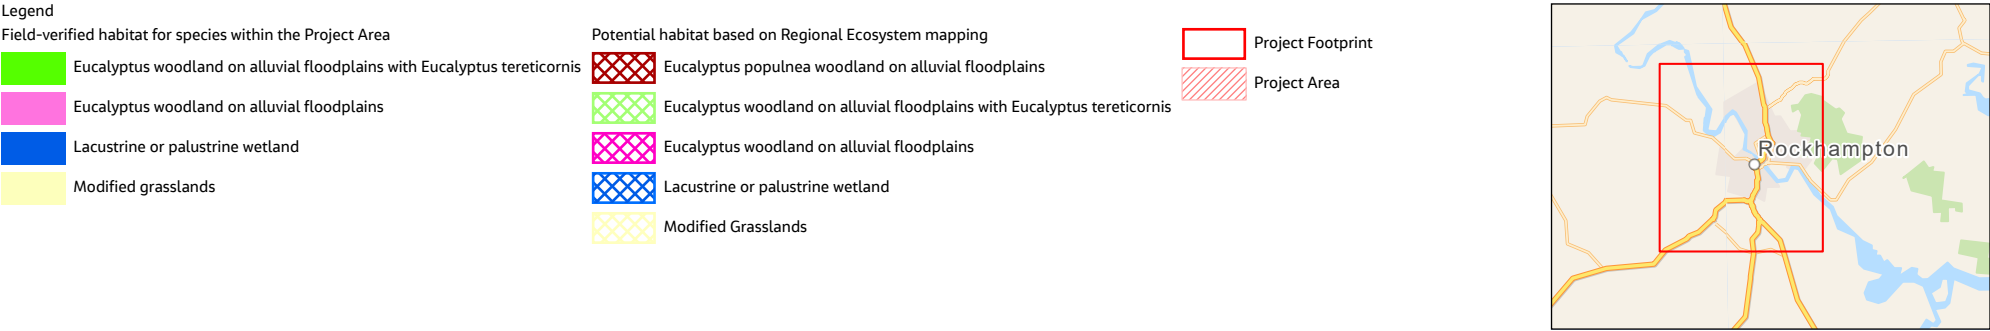 Legend
Field-verified habitat for species within the Project Area
Eucalyptus woodland on alluvial floodplains with Eucalyptus tereticornis
Eucalyptus woodland on alluvial floodplains
Lacustrine or palustrine wetland
Modified grasslands
Potential habitat based on Regional Ecosystem mapping
Eucalyptus populnea woodland on alluvial floodplains
Eucalyptus woodland on alluvial floodplains with Eucalyptus tereticornis
Eucalyptus woodland on alluvial floodplains
Lacustrine or palustrine wetland
Modified Grasslands
Project Footprint
Project Area
Rockhampton